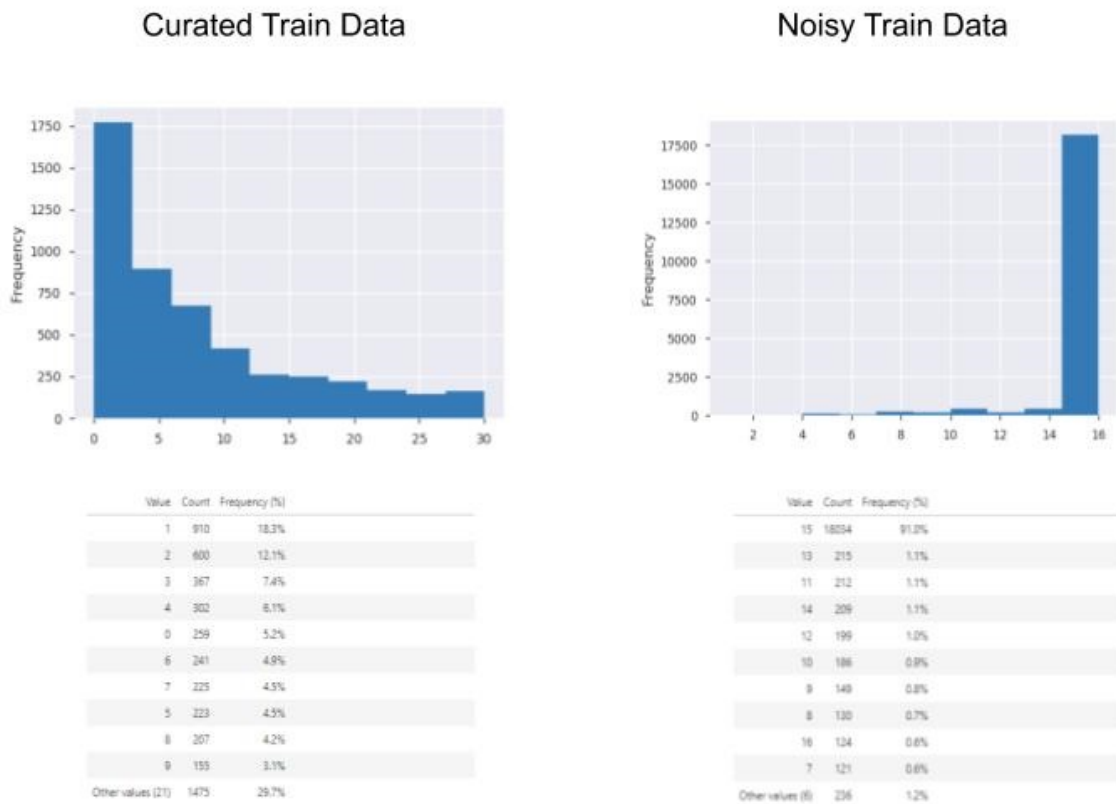 Curated Train Data
Noisy Train Data
1750
1500
1250
1000
750
500
250
0
Frequency
0 5 10 15 20 25 30
17500
15000
12500
10000
7500
5000
2500
0
Frequency
2 4 6 8 10 12 14 16
Value Count Frequency (%)
1 910 18.3%
2 600 12.1%
3 367 7.4%
4 302 6.1%
0 259 5.2%
6 241 4.9%
7 225 4.5%
5 223 4.5%
8 207 4.2%
9 155 3.1%
Other values (21) 1475 29.7%
Value Count Frequency (%)
15 18034 91.0%
13 215 1.1%
11 212 1.1%
14 209 1.1%
12 199 1.0%
10 186 0.9%
9 149 0.8%
8 130 0.7%
16 124 0.6%
7 121 0.6%
Other values (6) 236 1.2%